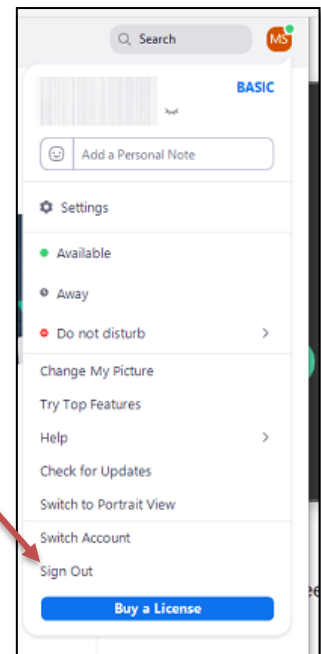 Search
MS
BASIC
Add a Personal Note
Settings
Available
Away
Do not disturb
Change My Picture
Try Top Features
Help
Check for Updates
Switch to Portrait View
Switch Account
Sign Out
Buy a License